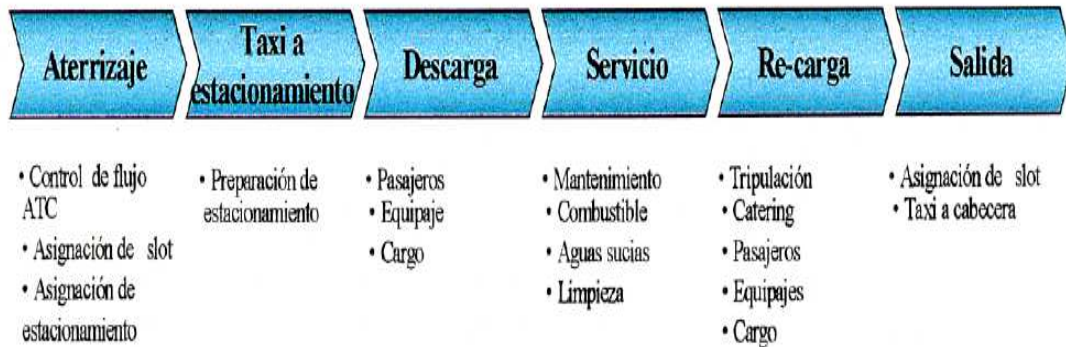 Aterrizaje
Taxi a
estacionamiento
Descarga
Servicio
Re-carga
Salida
• Control de flujo
ATC
• Asignación de slot
• Asignación de
estacionamiento
• Preparación de
estacionamiento
• Pasajeros
• Equipaje
• Cargo
• Mantenimiento
• Combustible
• Aguas sucias
• Limpieza
• Tripulación
• Catering
• Pasajeros
• Equipajes
• Cargo
• Asignación de slot
• Taxi a cabecera